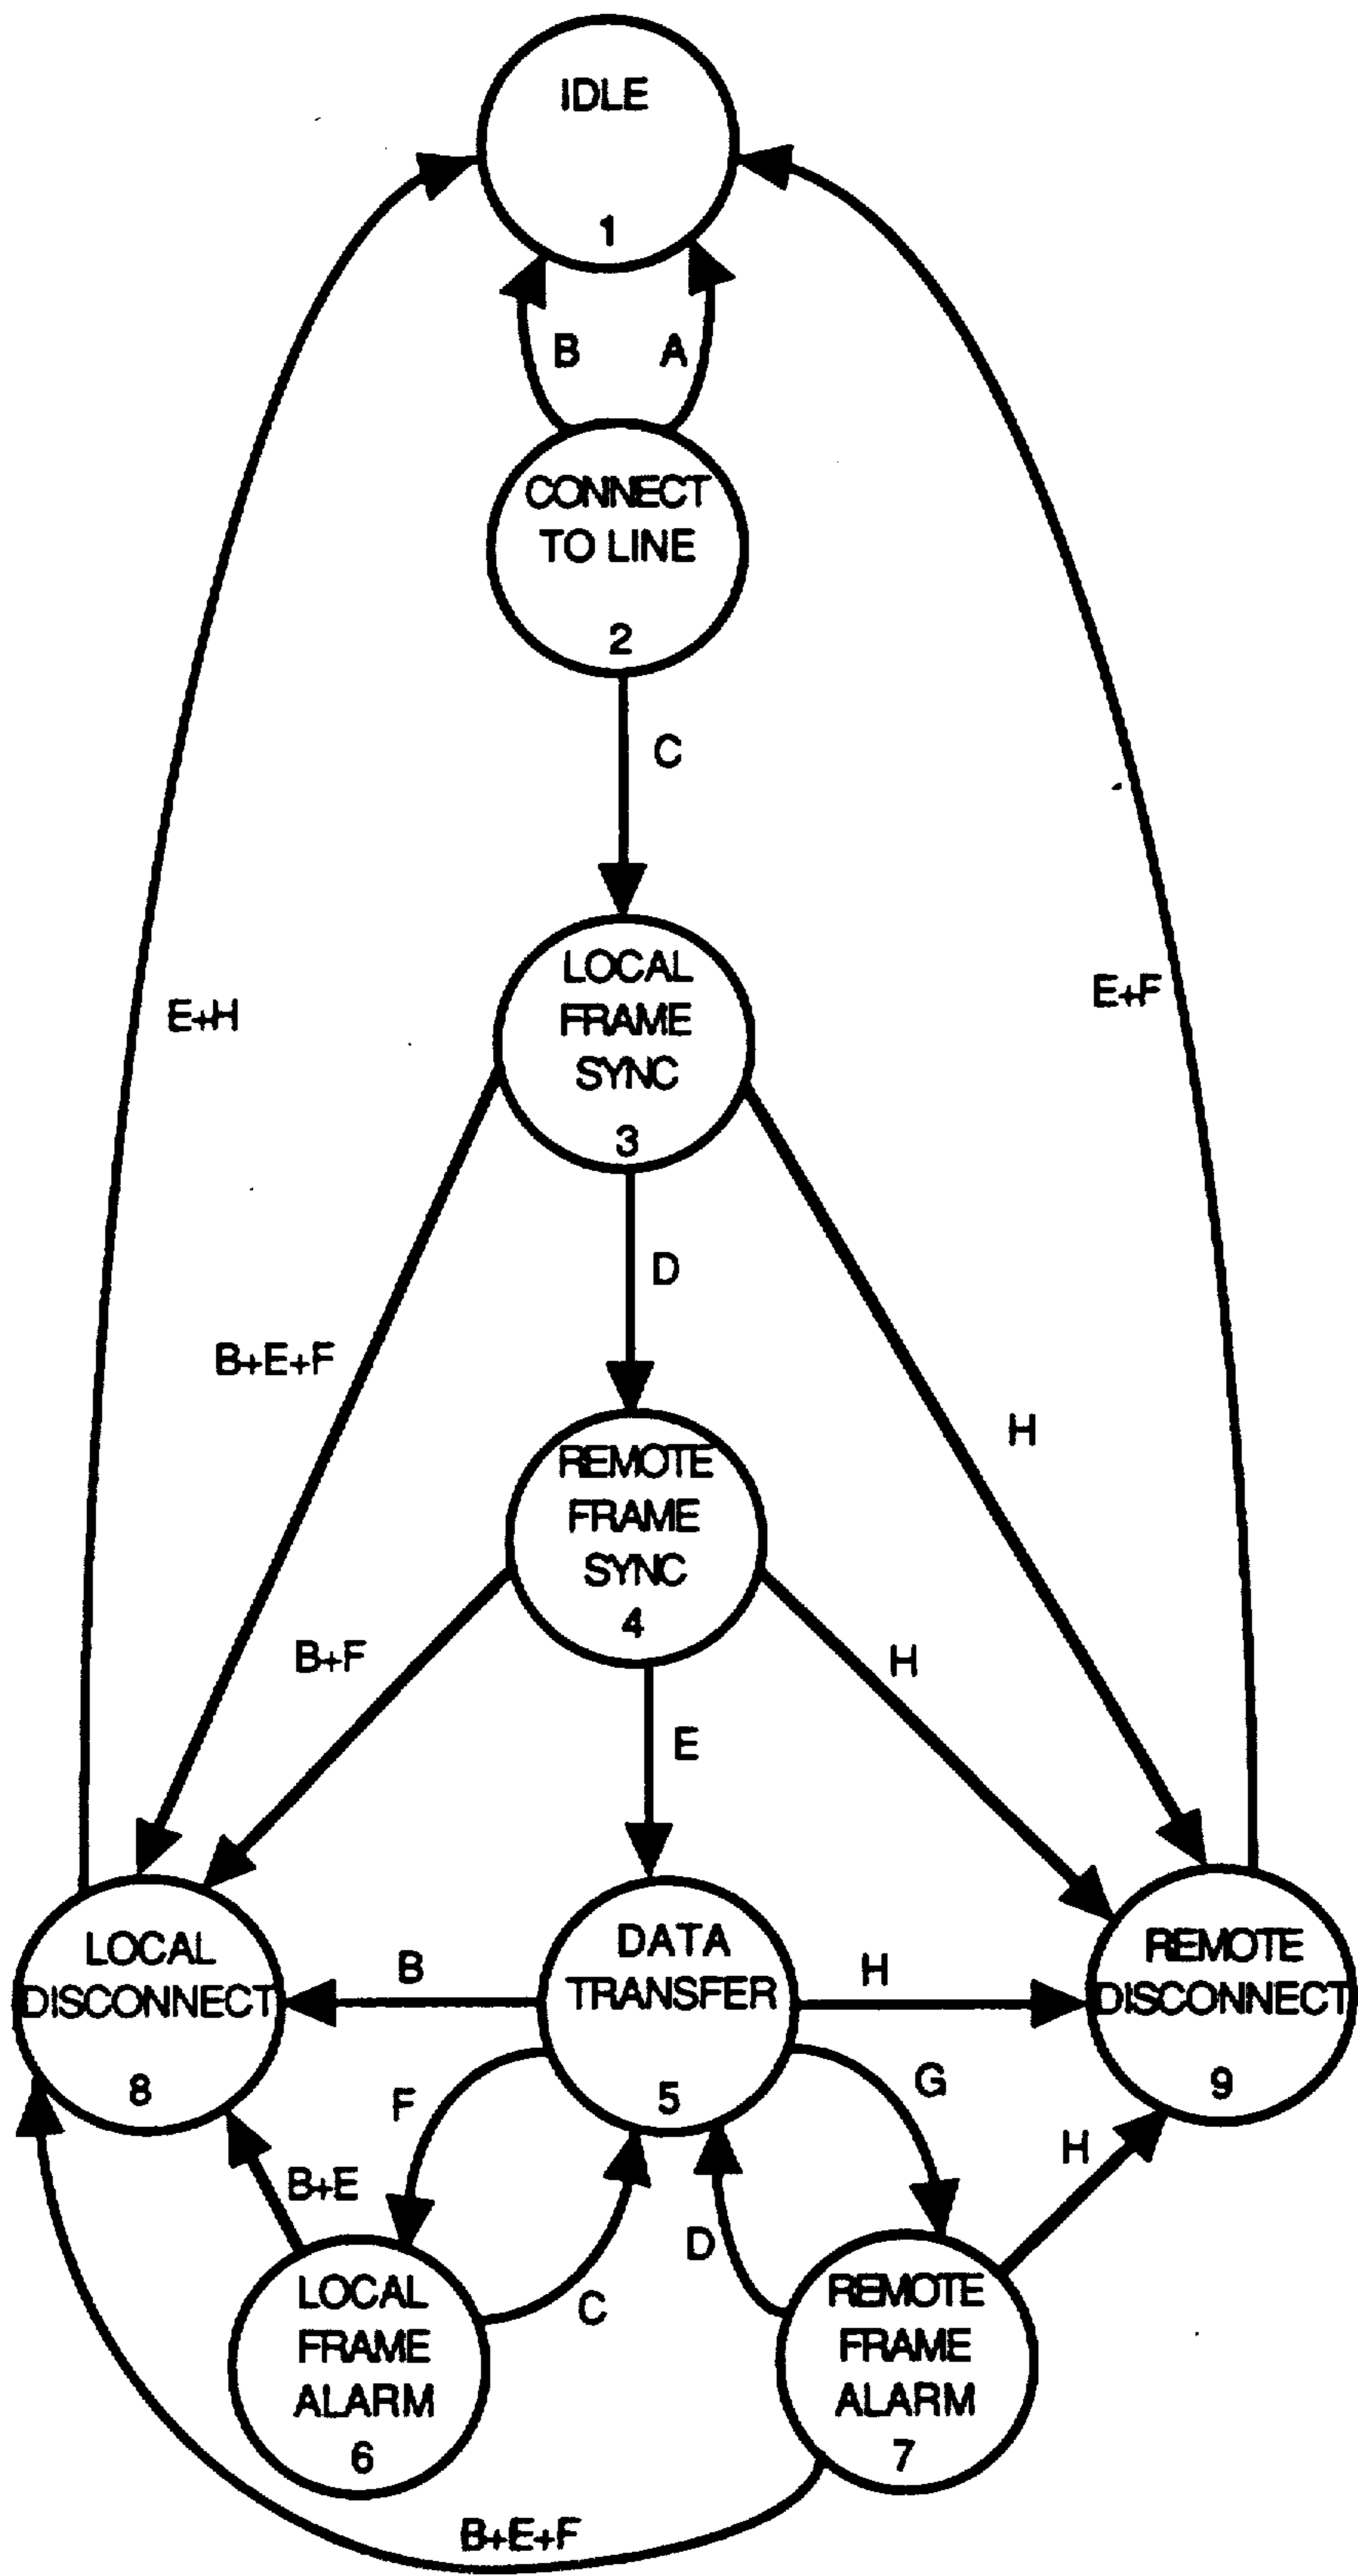 IDLE
1
B
A
CONNECT
TO LINE
2
C
LOCAL
FRAME
SYNC
3
E+H
E+F
D
B+E+F
H
REMOTE
FRAME
SYNC
4
B+F
H
E
LOCAL
DISCONNECT
8
B
DATA
TRANSFER
5
H
REMOTE
DISCONNECT
9
F
G
B+E
C
D
H
LOCAL
FRAME
ALARM
6
REMOTE
FRAME
ALARM
7
B+E+F